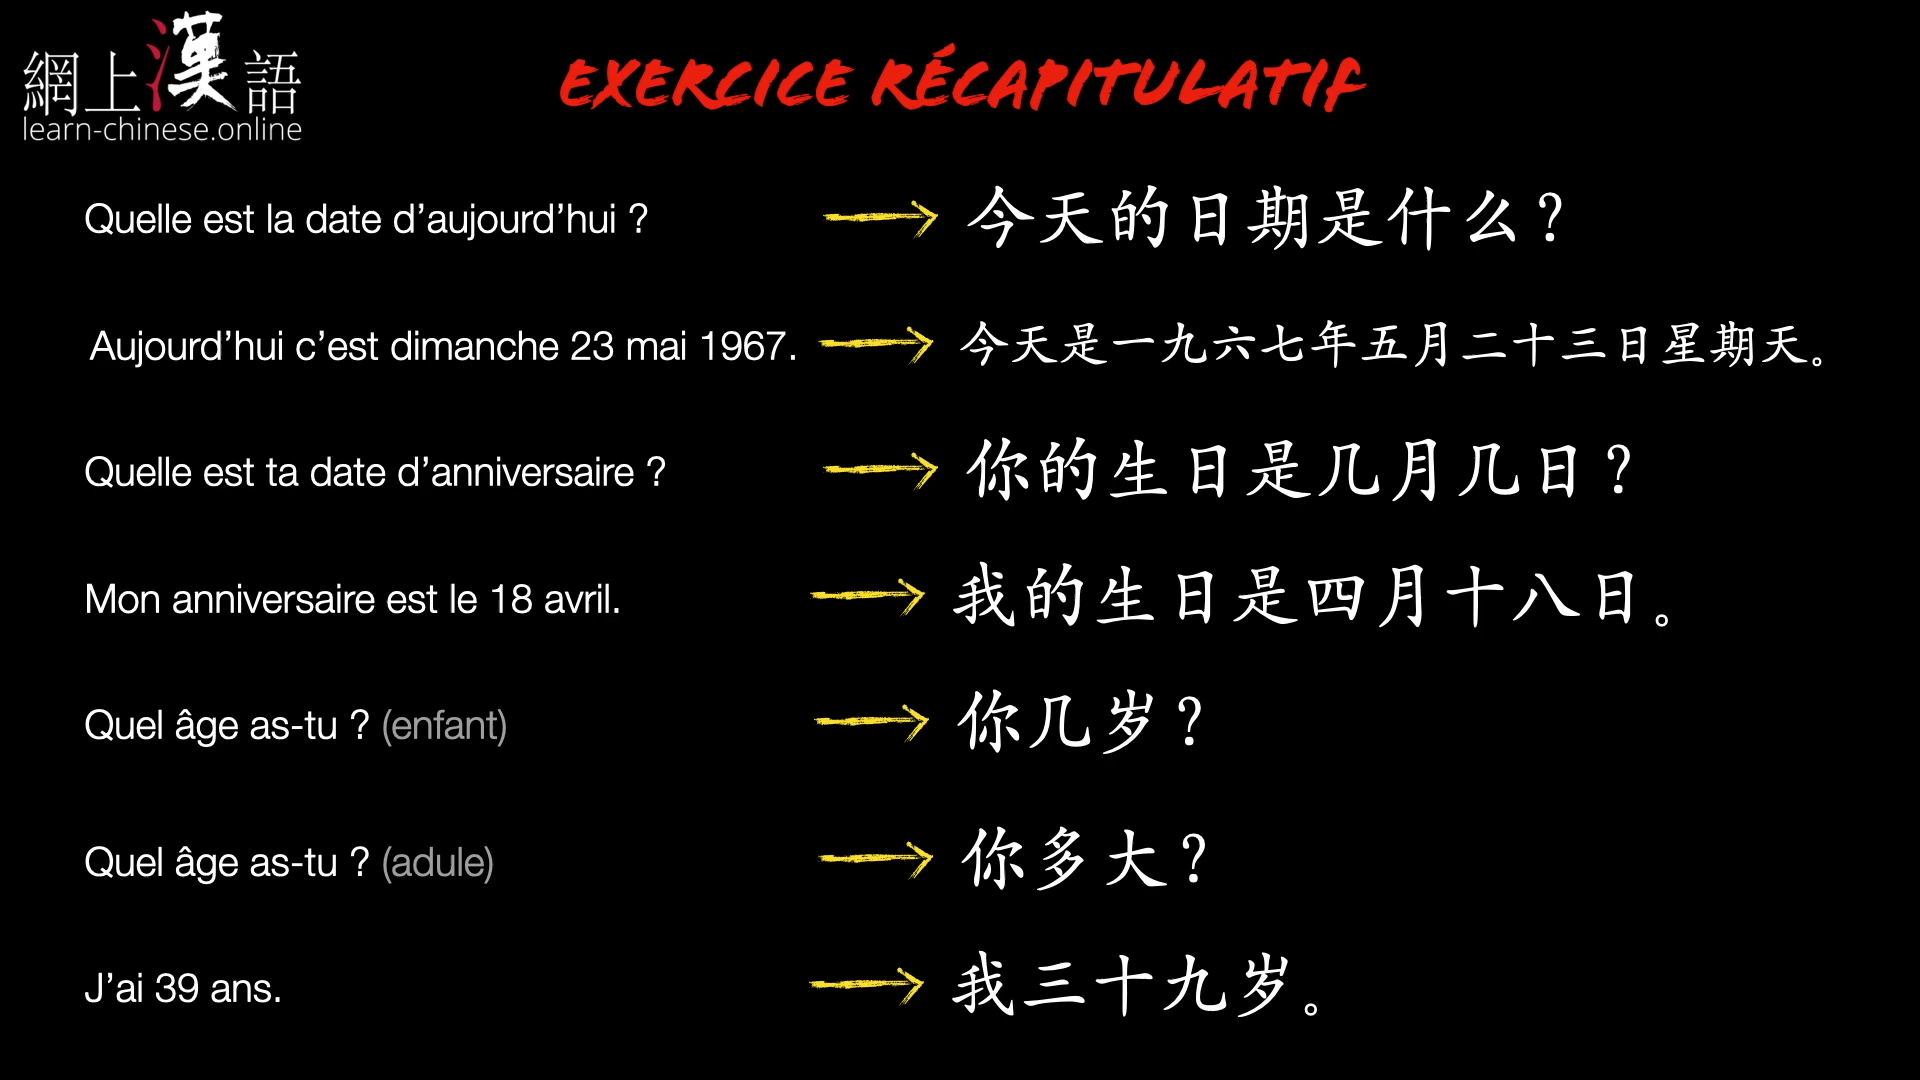 網上漢語
learn-chinese.online
EXERCICE RÉCAPITULATIF
Quelle est la date d’aujourd’hui ? 今天的日期是什么？
Aujourd’hui c’est dimanche 23 mai 1967. 今天是一九六七年五月二十三日星期天。
Quelle est ta date d’anniversaire ? 你的生日是几月几日？
Mon anniversaire est le 18 avril. 我的生日是四月十八日。
Quel âge as-tu ? (enfant) 你几岁？
Quel âge as-tu ? (adule) 你多大？
J’ai 39 ans. 我三十九岁。